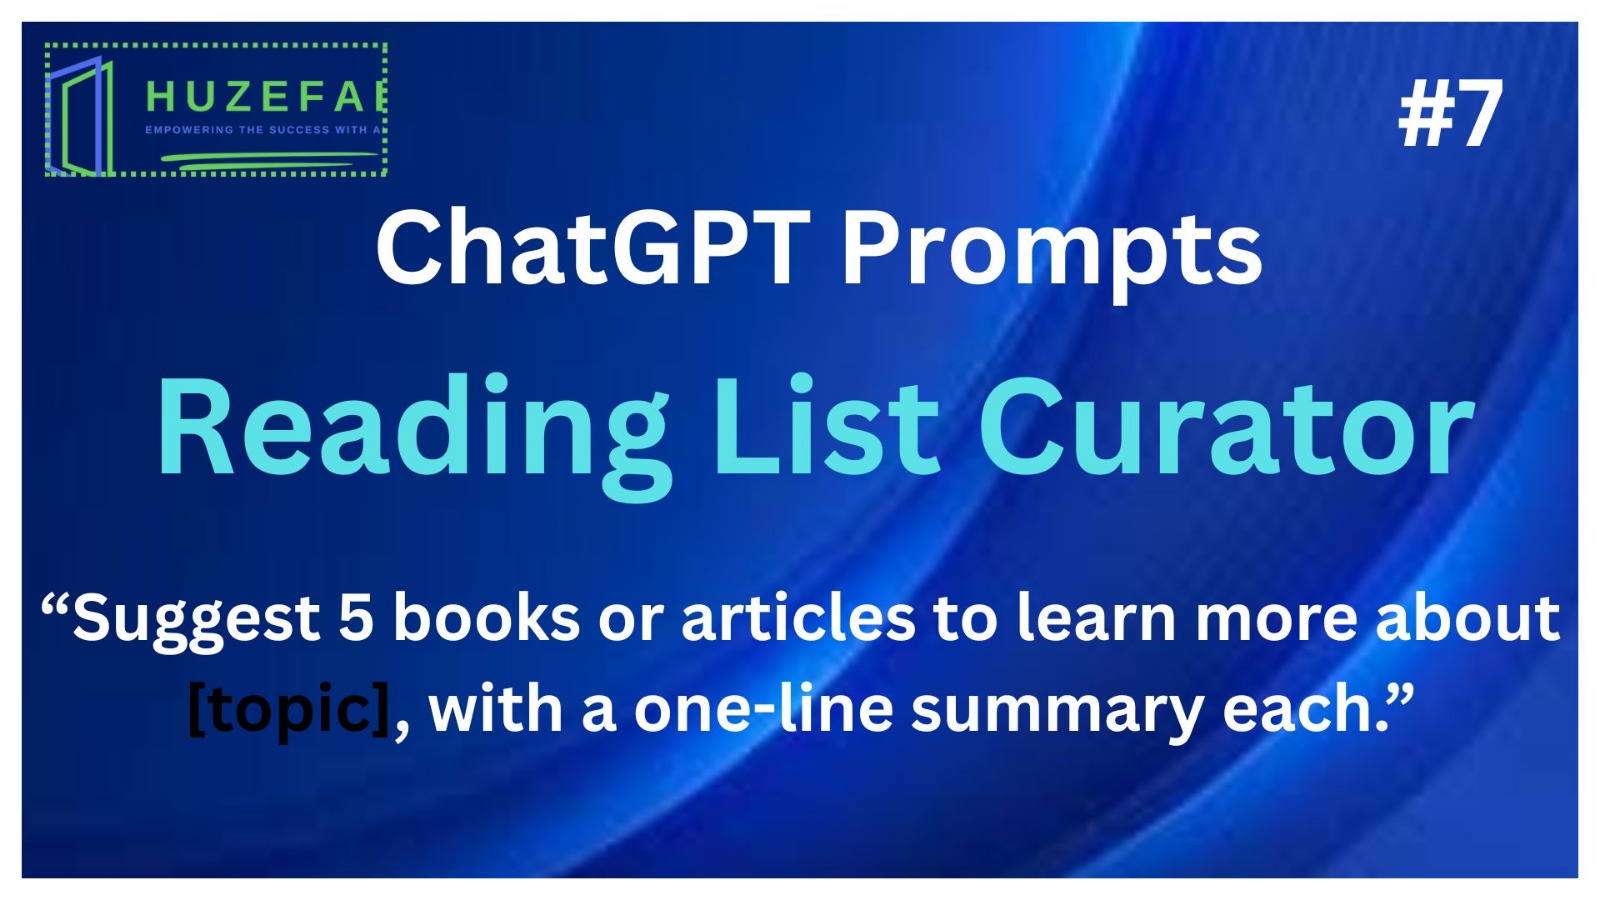 HUZEFAI
EMPOWERING THE SUCCESS WITH A
#7
ChatGPT Prompts
Reading List Curator
“Suggest 5 books or articles to learn more about
[topic], with a one-line summary each.”